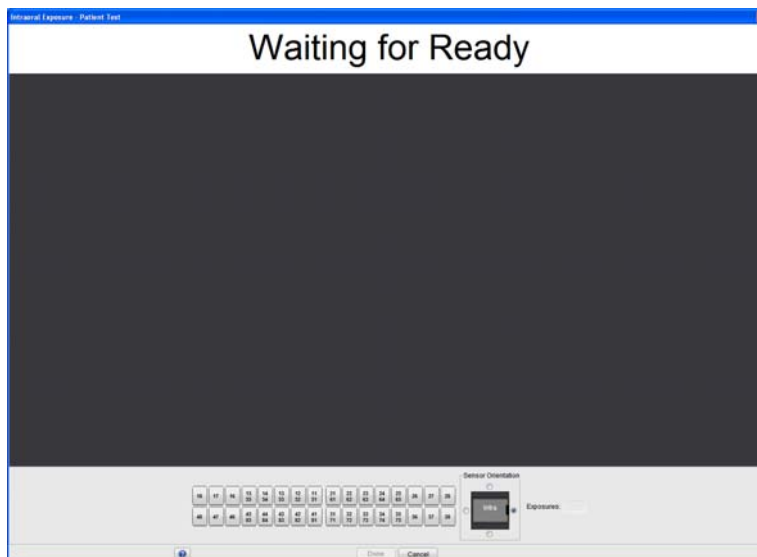 Intraoral Exposure - Patient Test
Waiting for Ready
Sensor Orientation
18 17 16 15 14 13 12 11 21 22 23 24 25 26 27 28
55 54 53 52 51 61 62 63 64 65
48 47 46 45 44 43 42 41 31 32 33 34 35 36 37 38
85 84 83 82 81 71 72 73 74 75
Intra
Exposures:
?
Done Cancel